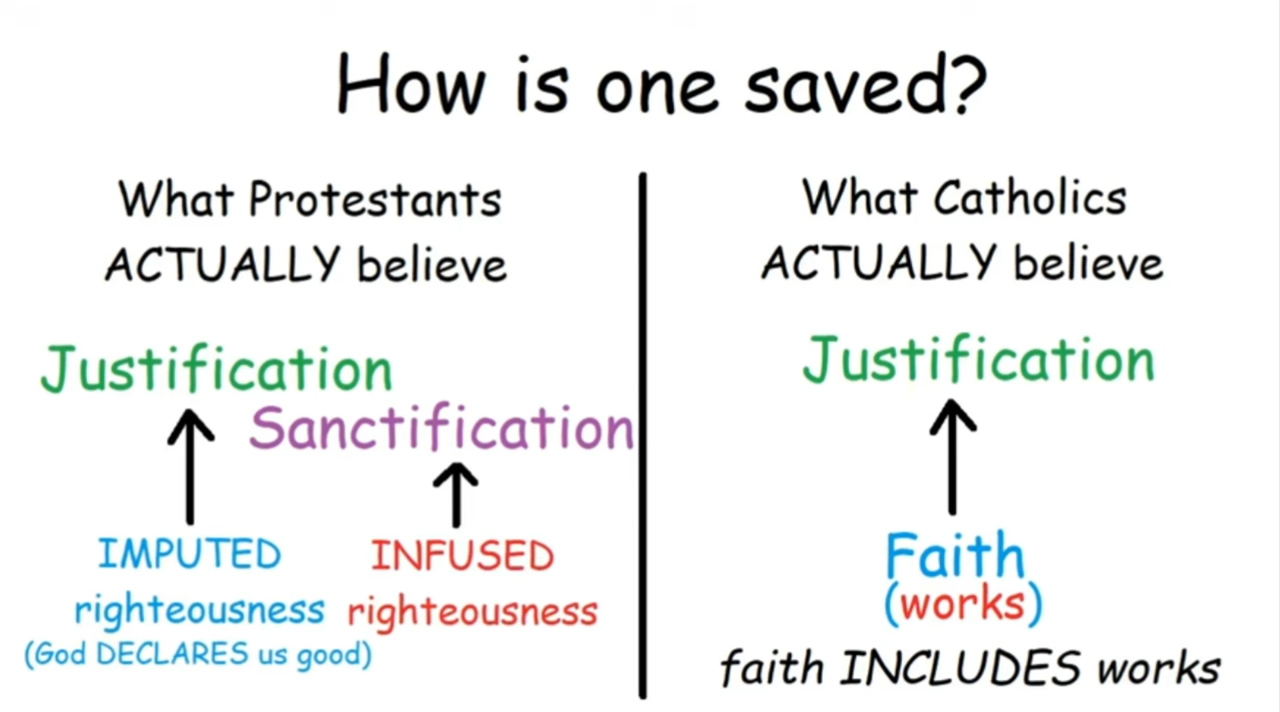 How is one saved?
What Protestants
ACTUALLY believe
Justification
Sanctification
IMPUTED
righteousness
(God DECLARES us good)
INFUSED
righteousness
What Catholics
ACTUALLY believe
Justification
Faith
(works)
faith INCLUDES works